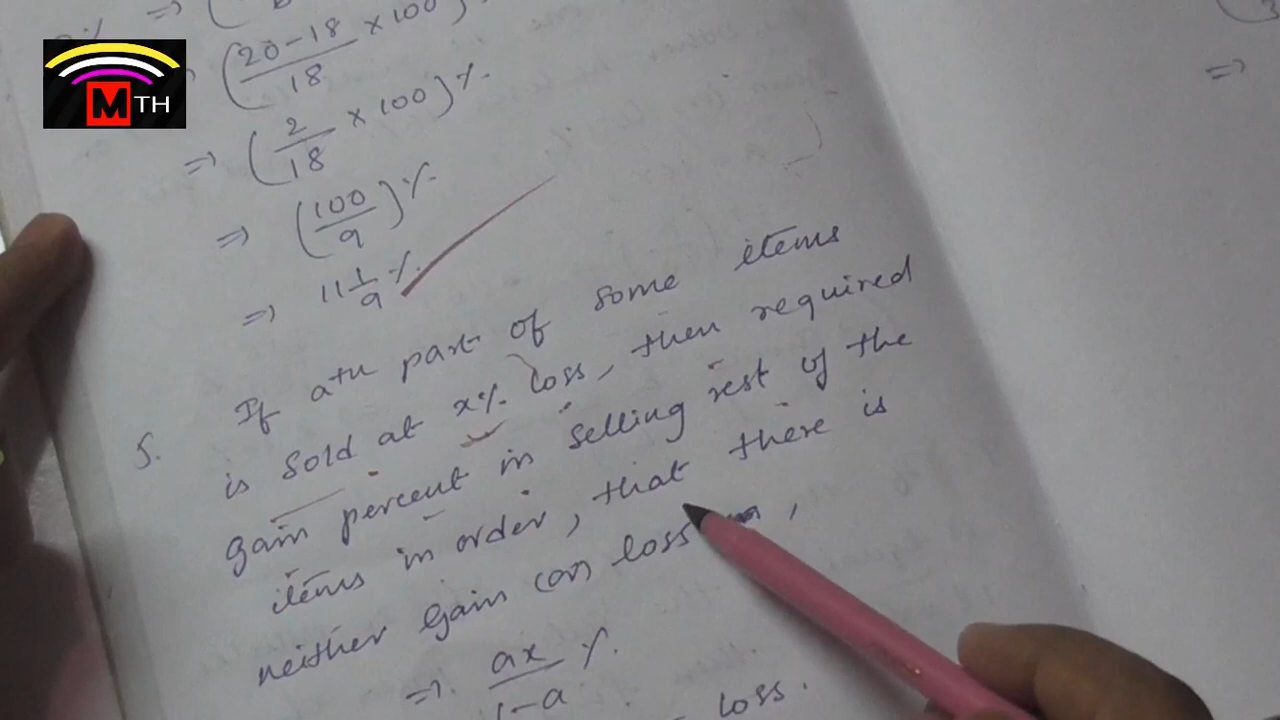 MTH
=> (20-18/18 × 100)
=> (2/18 × 100)%
=> (100/9)%
=> 11 1/9 %
5. If ath part of some items
is sold at x% loss, then required
gain percent in selling rest of the
items in order, that there is
neither gain (or) loss ,
=> ax/1-a %.
loss.
=>